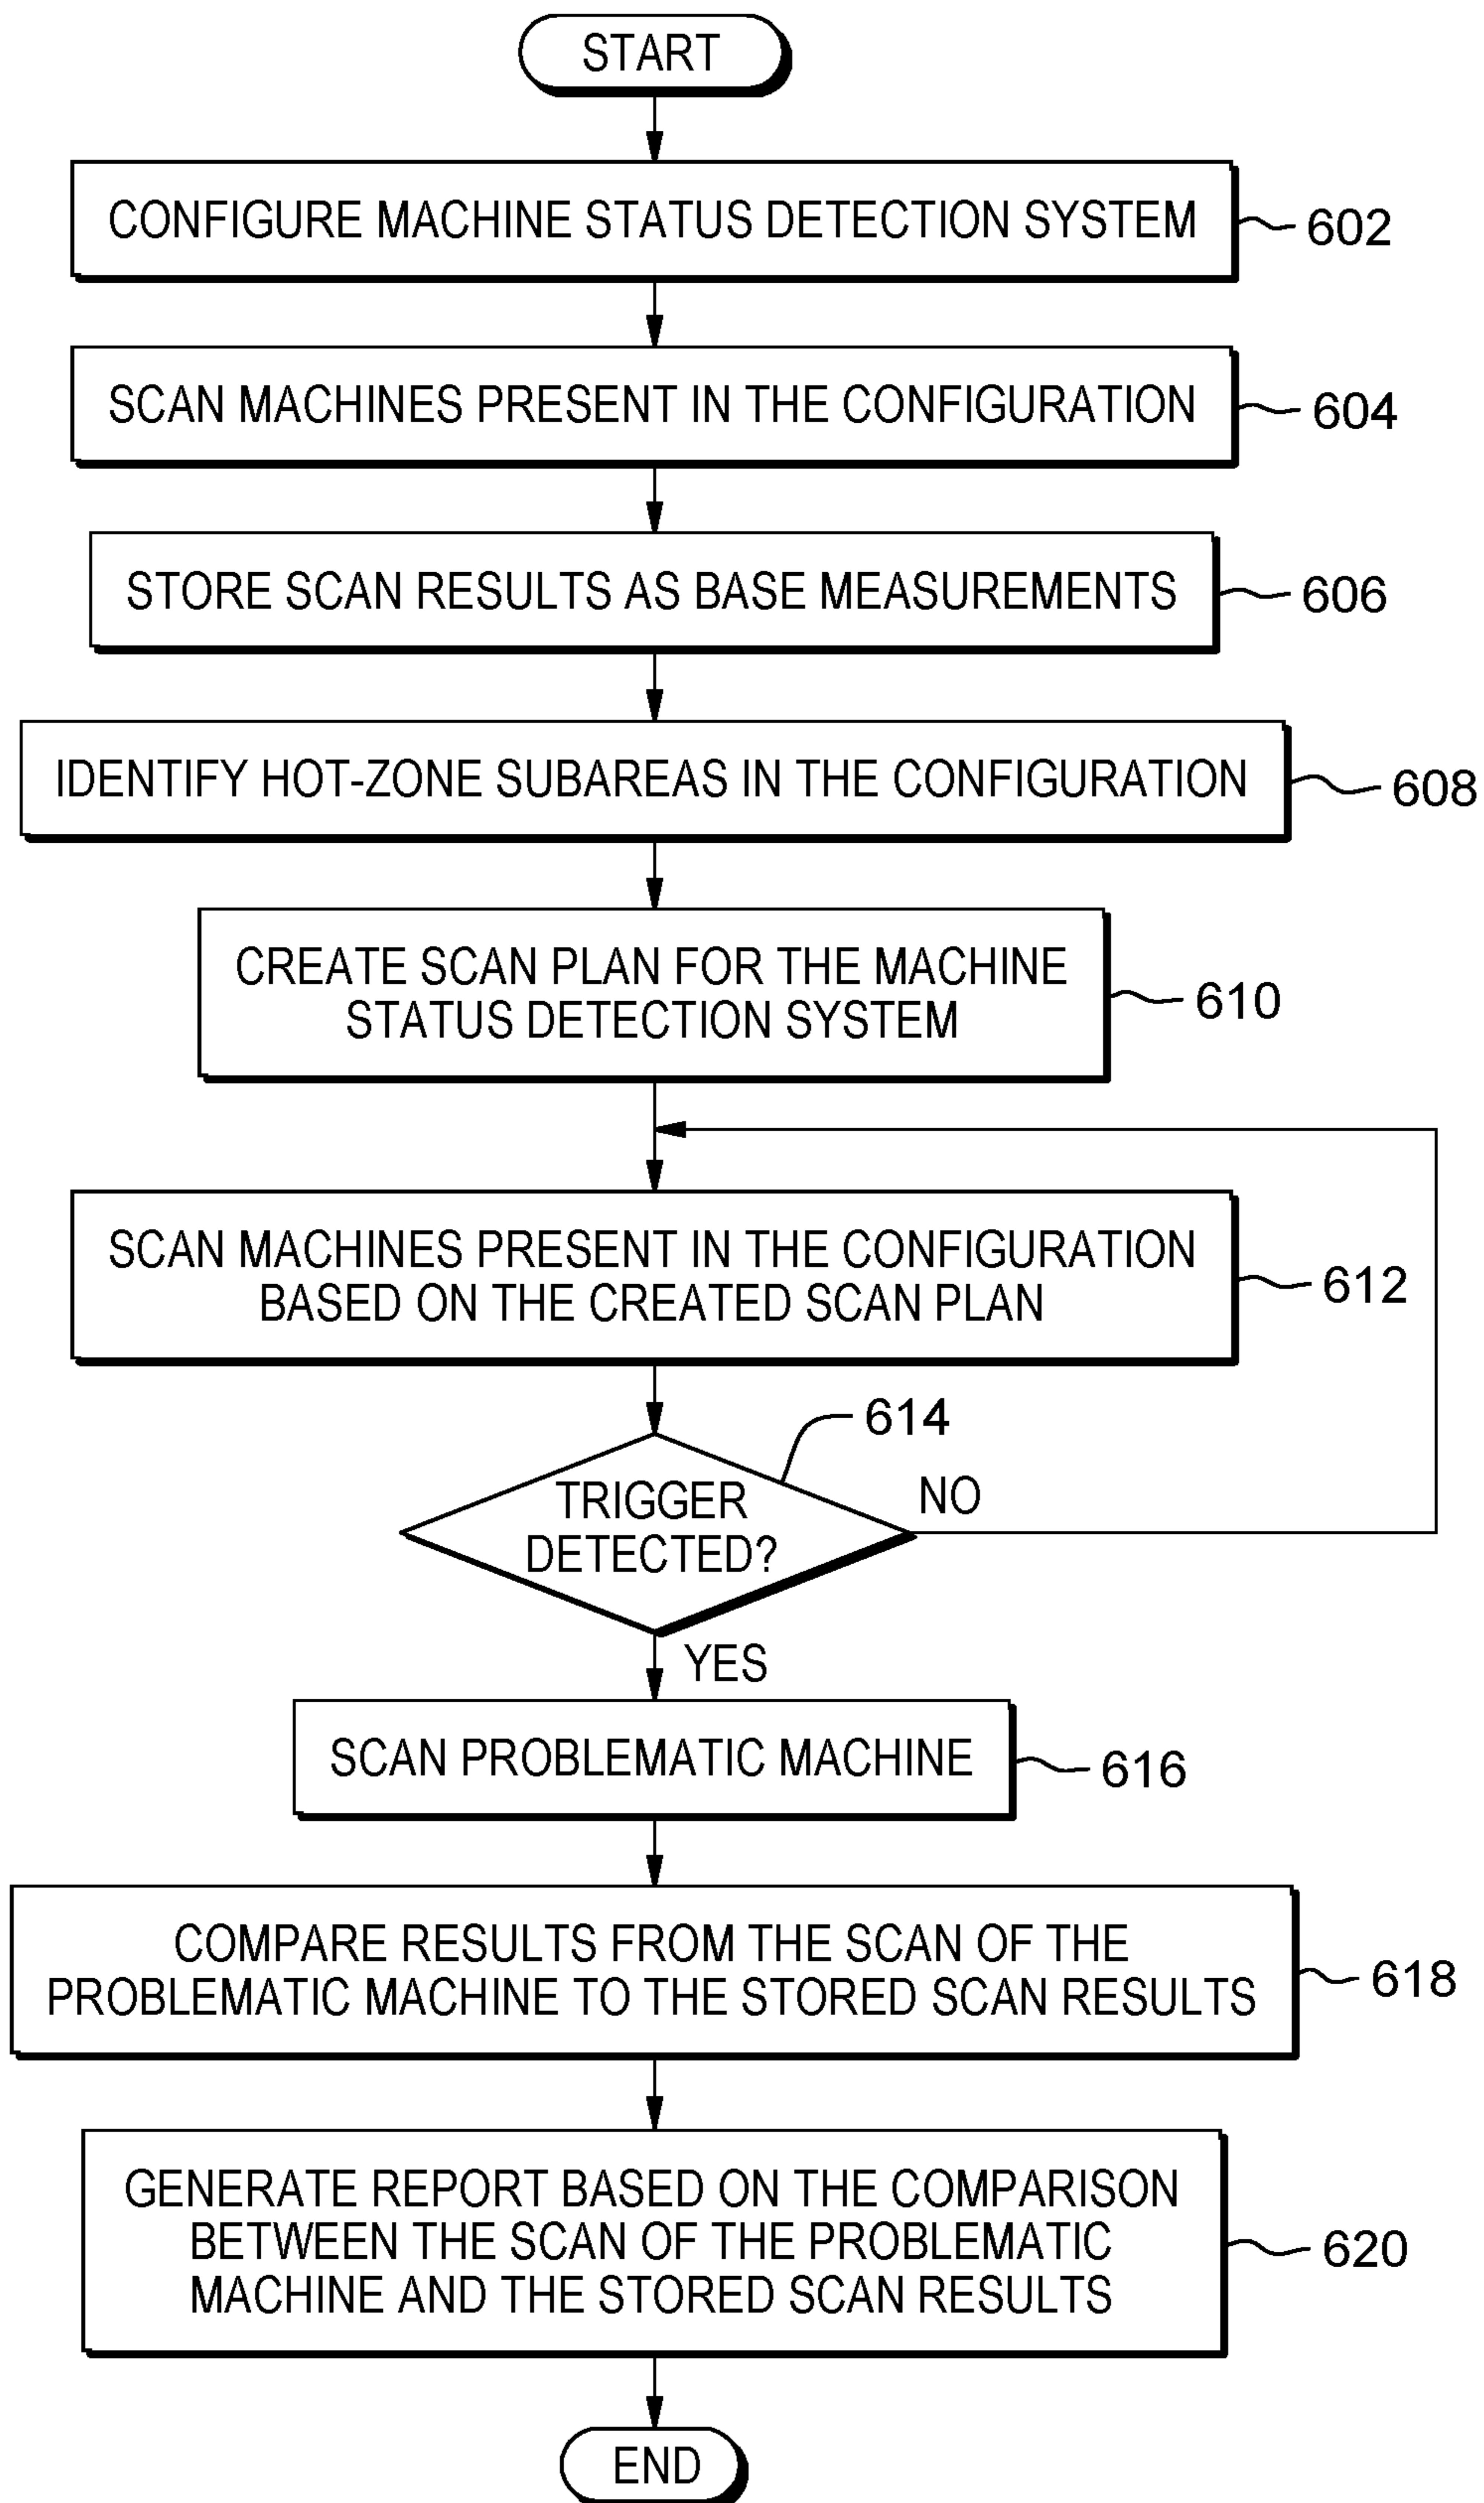 START
CONFIGURE MACHINE STATUS DETECTION SYSTEM
602
SCAN MACHINES PRESENT IN THE CONFIGURATION
604
STORE SCAN RESULTS AS BASE MEASUREMENTS
606
IDENTIFY HOT-ZONE SUBAREAS IN THE CONFIGURATION
608
CREATE SCAN PLAN FOR THE MACHINE
STATUS DETECTION SYSTEM
610
SCAN MACHINES PRESENT IN THE CONFIGURATION
BASED ON THE CREATED SCAN PLAN
612
614
TRIGGER
DETECTED?
NO
YES
SCAN PROBLEMATIC MACHINE
616
COMPARE RESULTS FROM THE SCAN OF THE
PROBLEMATIC MACHINE TO THE STORED SCAN RESULTS
618
GENERATE REPORT BASED ON THE COMPARISON
BETWEEN THE SCAN OF THE PROBLEMATIC
MACHINE AND THE STORED SCAN RESULTS
620
END